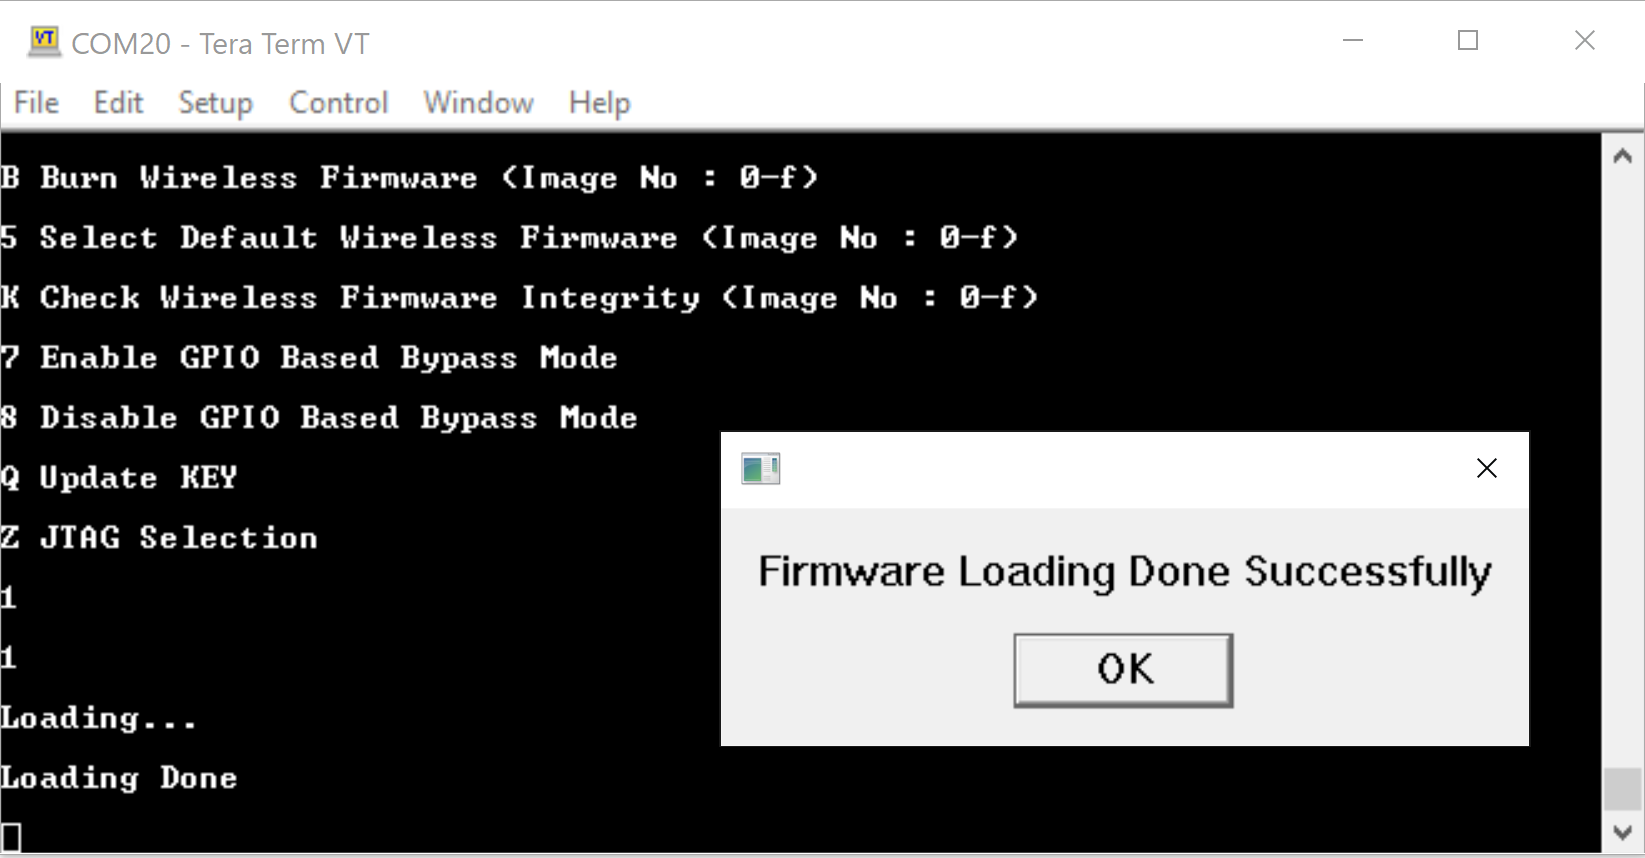 COM20 - Tera Term VT
File Edit Setup Control Window Help
B Burn Wireless Firmware (Image No : 0-f)
5 Select Default Wireless Firmware (Image No : 0-f)
K Check Wireless Firmware Integrity (Image No : 0-f)
7 Enable GPIO Based Bypass Mode
8 Disable GPIO Based Bypass Mode
Q Update KEY
Z JTAG Selection
1
1
Loading...
Loading Done
Firmware Loading Done Successfully
OK